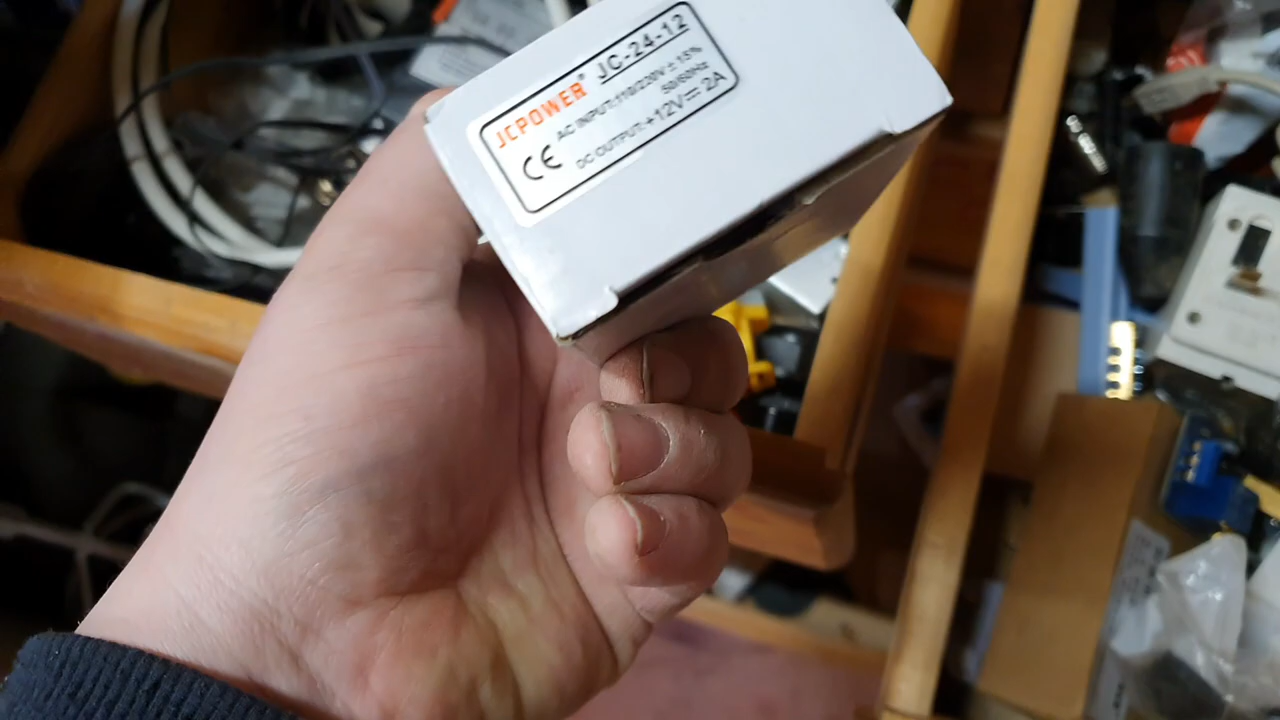 JCPOWER® JC-24-12
AC INPUT:110/220V±15%
50/60Hz
CE DC OUTPUT:+12V⎓2A